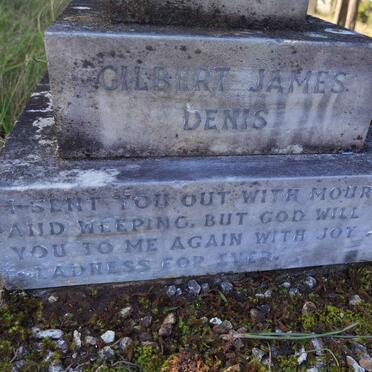 GILBERT JAMES
DENIS
I SENT YOU OUT WITH MOUR
AND WEEPING, BUT GOD WILL
YOU TO ME AGAIN WITH JOY
GLADNESS FOR EVER.